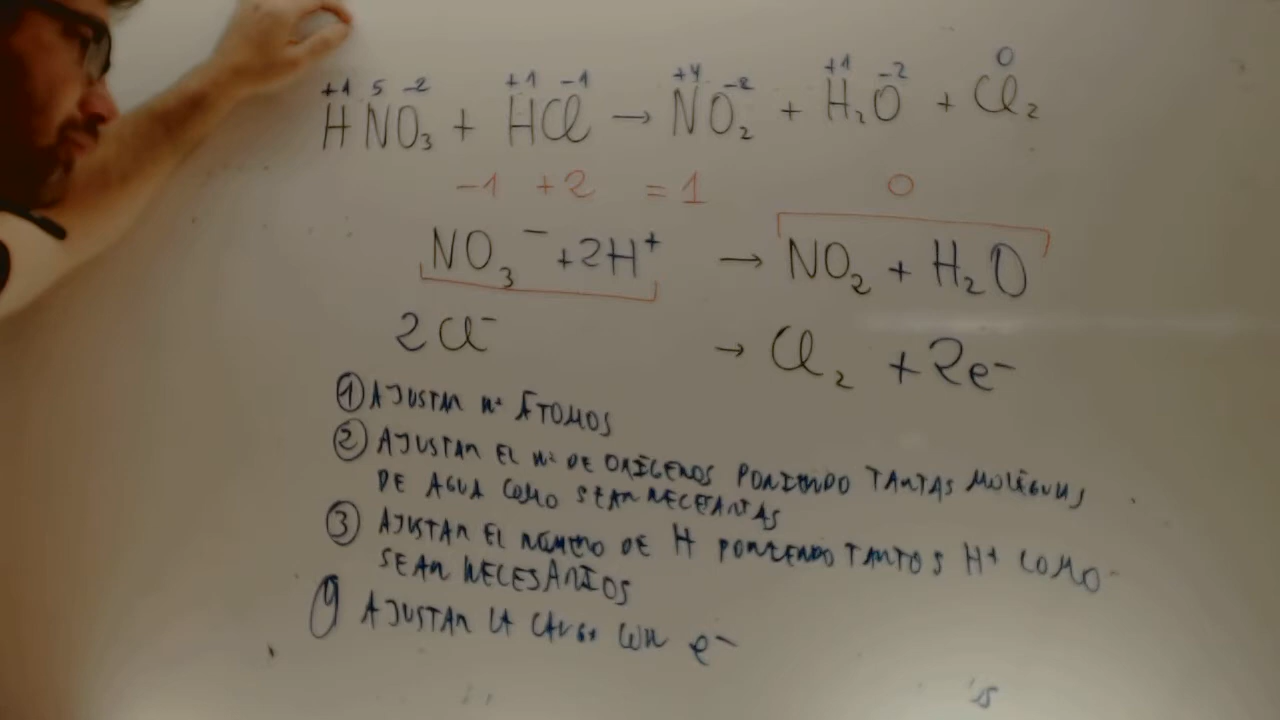 +1 5 -2 +1 -1 +4 -2 +1 -2 0
HNO₃ + HCl → NO₂ + H₂O + Cl₂
-1 +2 = 1 0
NO₃⁻ + 2H⁺ → NO₂ + H₂O
2Cl⁻ → Cl₂ + 2e⁻
① AJUSTAR Nº ÁTOMOS
② AJUSTAR EL Nº DE OXÍGENOS PONIENDO TANTAS MOLÉCULAS
DE AGUA COMO SEAN NECESARIAS
③ AJUSTAR EL NÚMERO DE H PONIENDO TANTOS H⁺ COMO
SEAN NECESARIOS
4 AJUSTAR LA CARGA CON e⁻